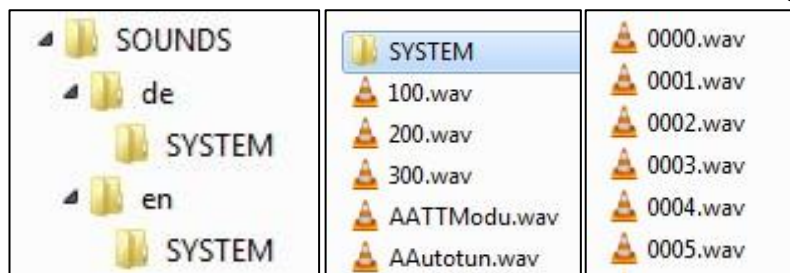 SOUNDS
de
SYSTEM
en
SYSTEM
SYSTEM
100.wav
200.wav
300.wav
AATTModu.wav
AAutotun.wav
0000.wav
0001.wav
0002.wav
0003.wav
0004.wav
0005.wav